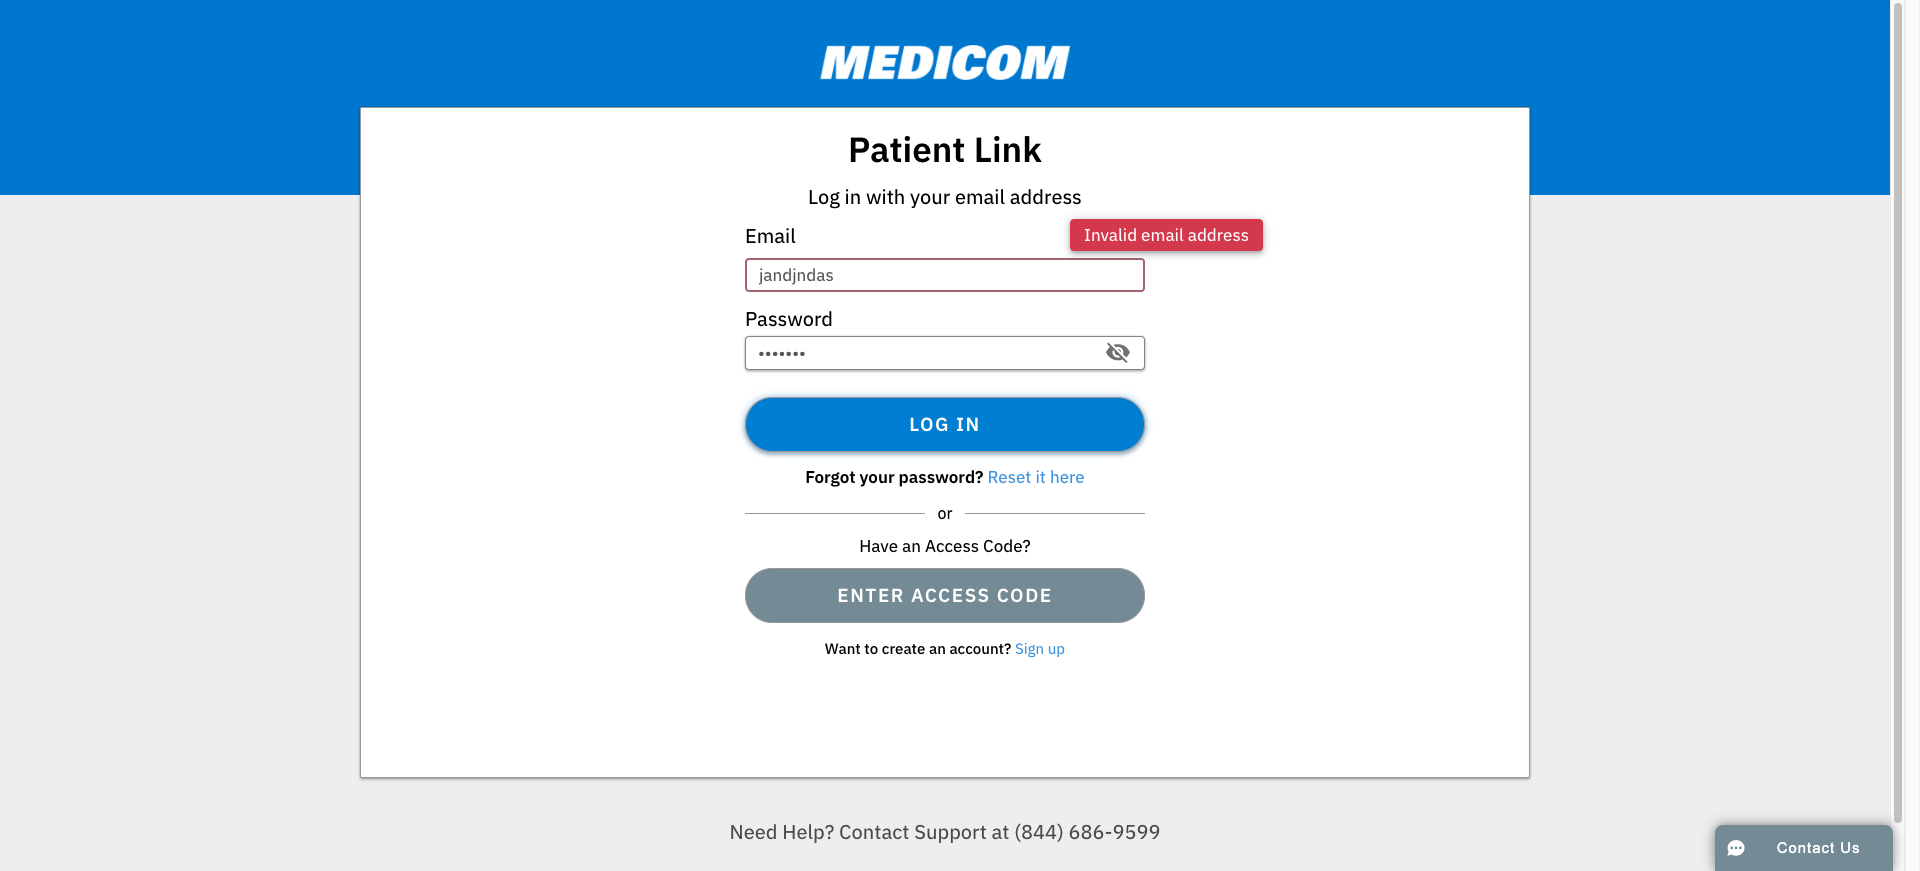 MEDICOM
Patient Link
Log in with your email address
Email
Invalid email address
jandjndas
Password
•••••••
LOG IN
Forgot your password? Reset it here
or
Have an Access Code?
ENTER ACCESS CODE
Want to create an account? Sign up
Need Help? Contact Support at (844) 686-9599
Contact Us